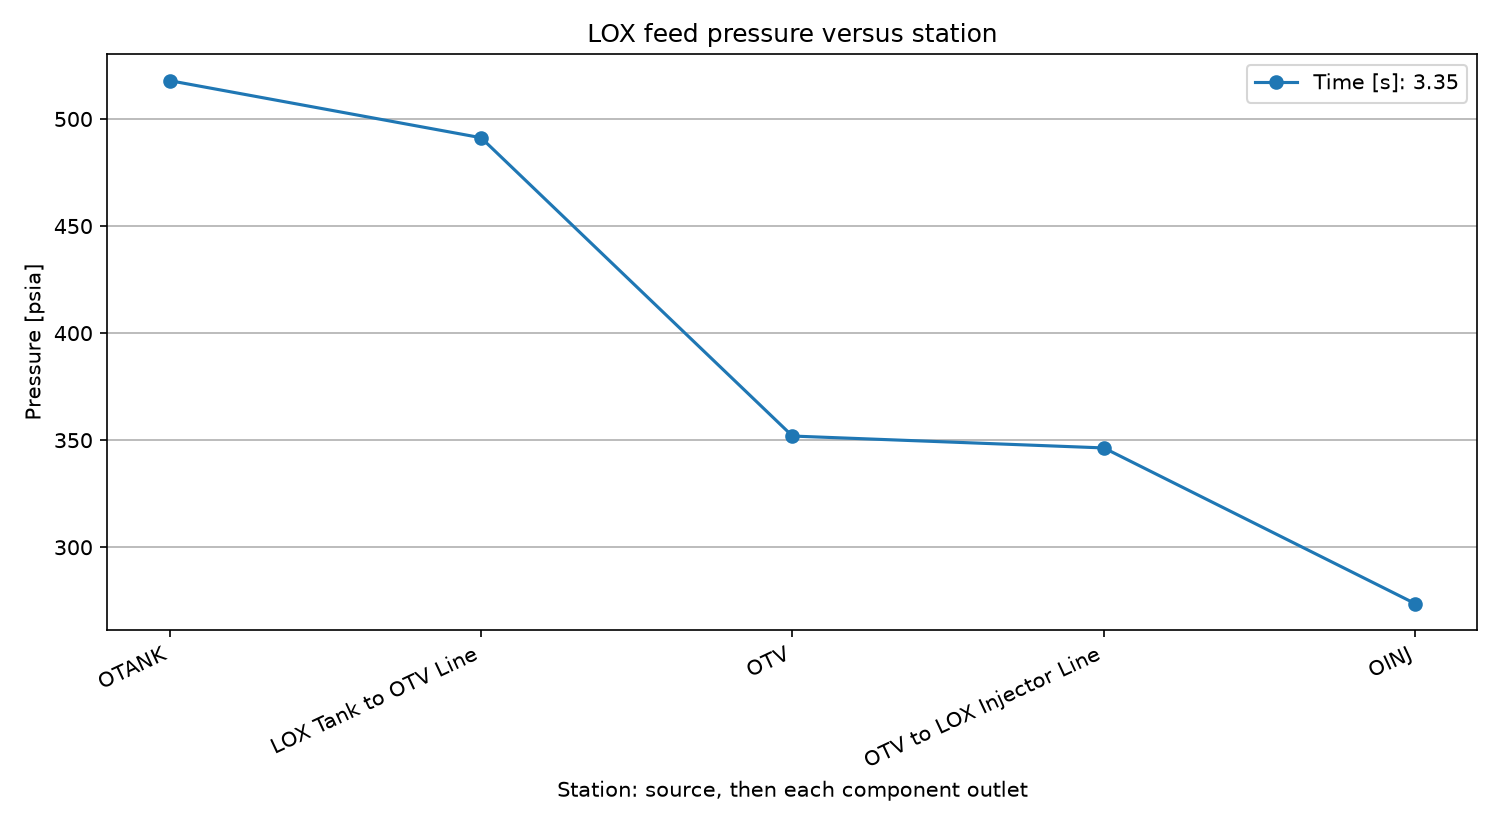 LOX feed pressure versus station
Time [s]: 3.35
Pressure [psia]
500
450
400
350
300
OTANK
LOX Tank to OTV Line
OTV
OTV to LOX Injector Line
OINJ
Station: source, then each component outlet